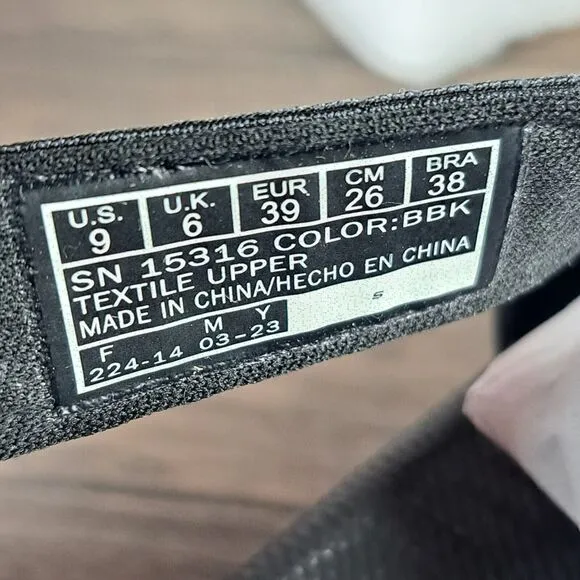 U.S. U.K. EUR CM BRA
9 6 39 26 38
SN 15316 COLOR:BBK
TEXTILE UPPER
MADE IN CHINA/HECHO EN CHINA
F M Y
224-14 03-23
S